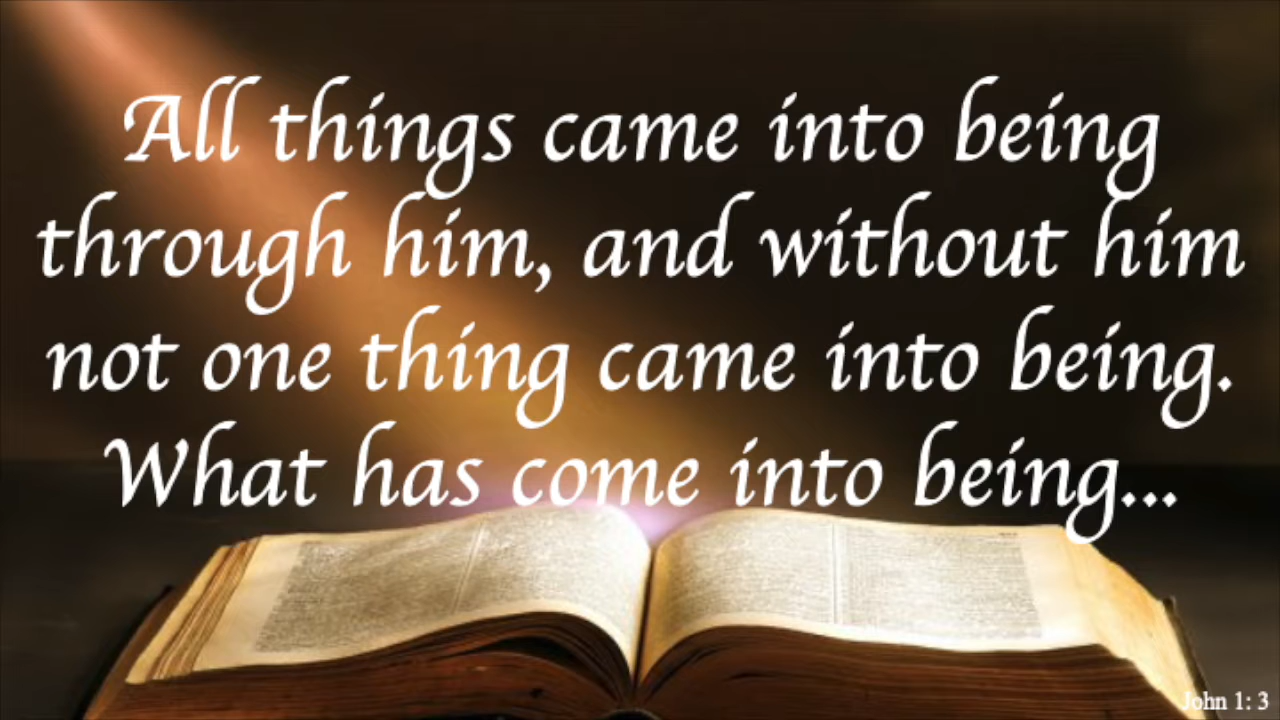 All things came into being
through him, and without him
not one thing came into being.
What has come into being...
John 1: 3